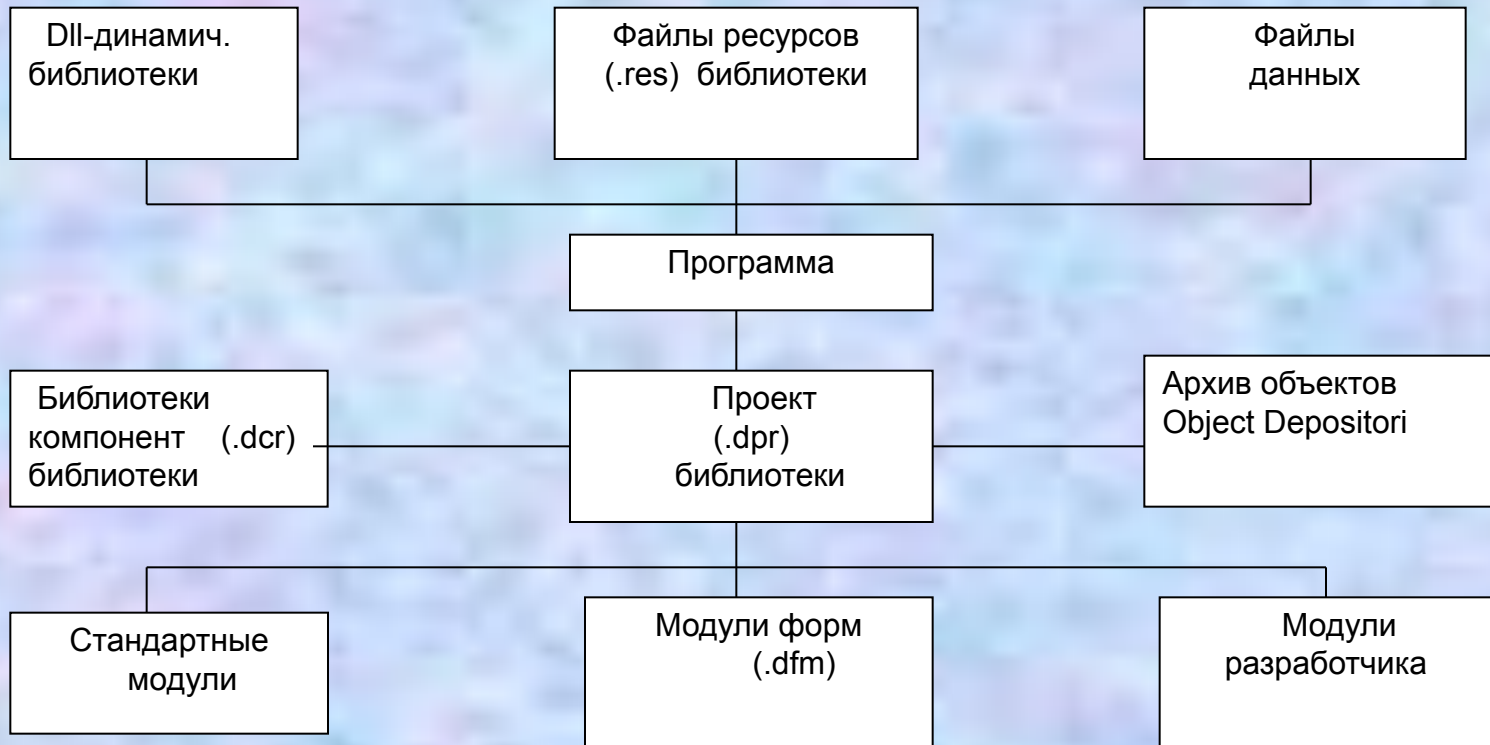 Dll-динамич.
библиотеки
Файлы ресурсов
(.res) библиотеки
Файлы
данных
Программа
Библиотеки
компонент (.dcr)
библиотеки
Проект
(.dpr)
библиотеки
Архив объектов
Object Depositori
Стандартные
модули
Модули форм
(.dfm)
Модули
разработчика